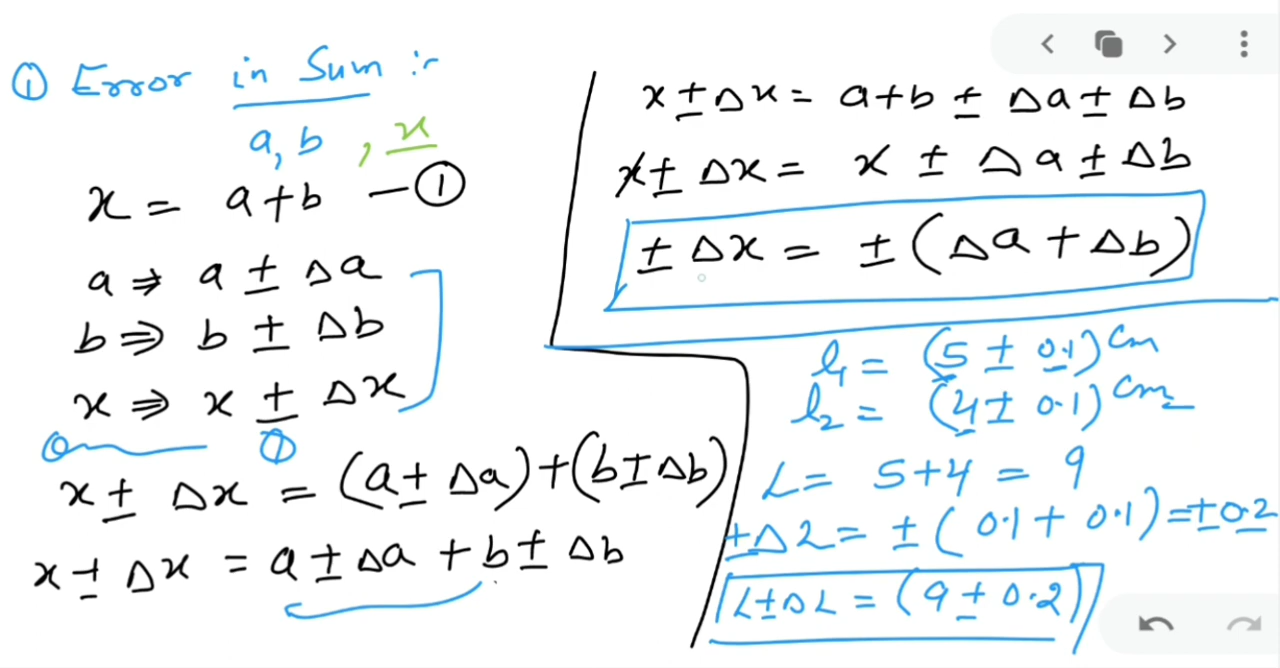 ① Error in Sum :-
a, b , x
x = a+b — ①
a ⇒ a ± Δa
b ⇒ b ± Δb
x ⇒ x ± Δx
①
x ± Δx = (a ± Δa)+(b ± Δb)
x ± Δx = a ± Δa + b ± Δb
x ± Δx = a+b ± Δa ± Δb
x ± Δx = x ± Δa ± Δb
± Δx = ± (Δa + Δb)
l₁ = (5 ± 0.1) cm
l₂ = (4 ± 0.1) cm
L = 5+4 = 9
± ΔL = ± (0.1 + 0.1) = ± 0.2
L ± ΔL = (9 ± 0.2)